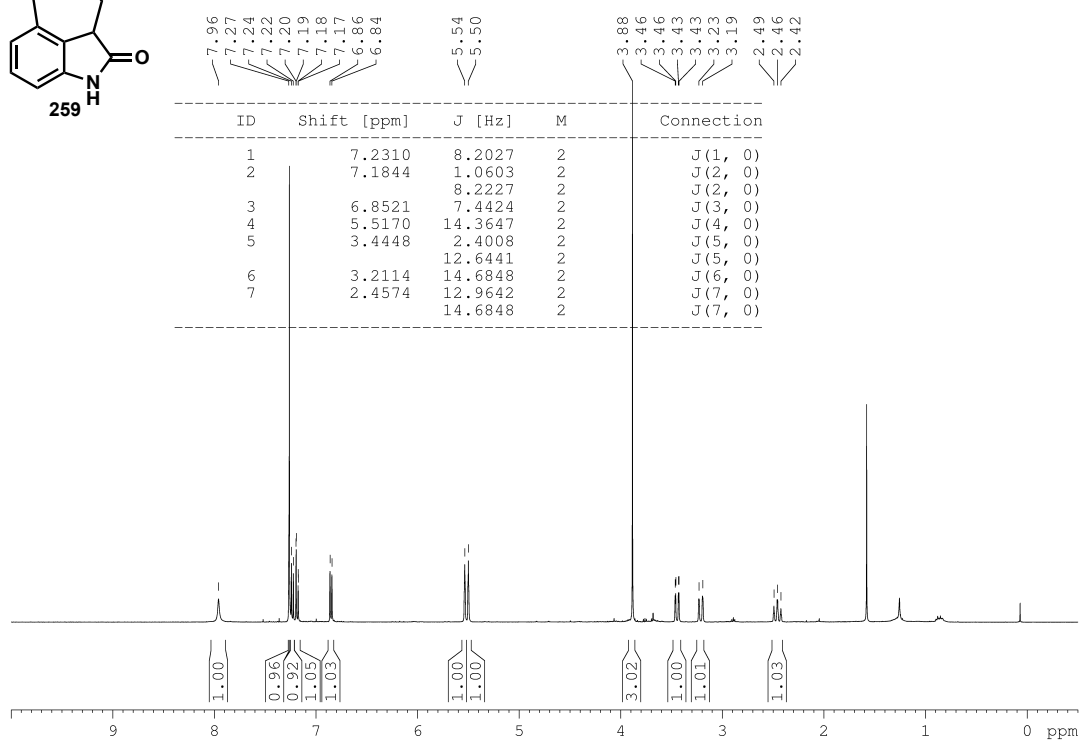 7.96
7.27
7.24
7.22
7.20
7.19
7.18
7.17
6.86
6.84
5.54
5.50
3.88
3.46
3.46
3.43
3.43
3.23
3.19
2.49
2.46
2.42
O
N
H
259
ID Shift [ppm] J [Hz] M Connection
1 7.2310 8.2027 2 J(1, 0)
2 7.1844 1.0603 2 J(2, 0)
8.2227 2 J(2, 0)
3 6.8521 7.4424 2 J(3, 0)
4 5.5170 14.3647 2 J(4, 0)
5 3.4448 2.4008 2 J(5, 0)
12.6441 2 J(5, 0)
6 3.2114 14.6848 2 J(6, 0)
7 2.4574 12.9642 2 J(7, 0)
14.6848 2 J(7, 0)
1.00
0.96
0.92
1.05
1.03
1.00
1.00
3.02
1.00
1.01
1.03
9 8 7 6 5 4 3 2 1 0 ppm